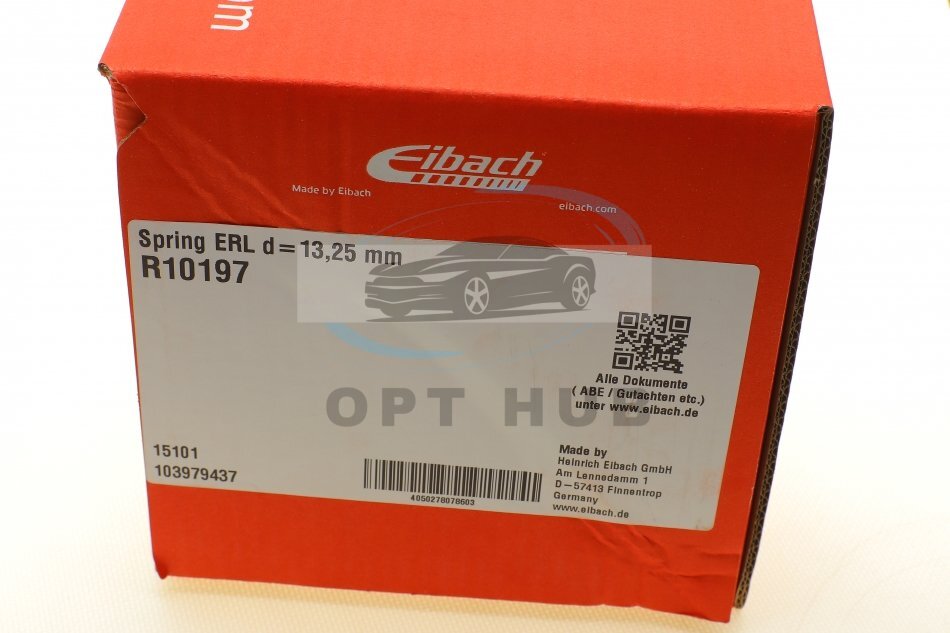 om
Eibach
Made by Eibach
eibach.com
Spring ERL d=13,25 mm
R10197
Alle Dokumente
( ABE / Gutachten etc.)
unter www.eibach.de
OPT HUB
15101
103979437
4050278078603
Made by
Heinrich Eibach GmbH
Am Lennedamm 1
D-57413 Finnentrop
Germany
www.eibach.de